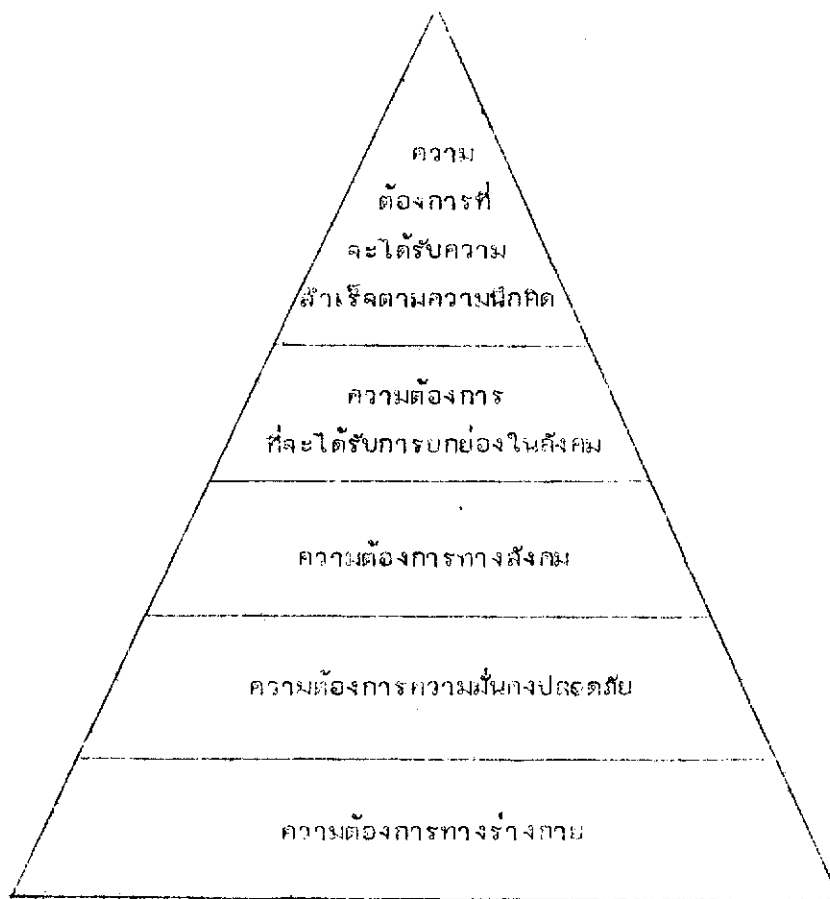 ความ
ต้องการที่
จะได้รับความ
สำเร็จตามความนึกคิด
ความต้องการ
ที่จะได้รับการยกย่องในสังคม
ความต้องการทางสังคม
ความต้องการความมั่นคงปลอดภัย
ความต้องการทางร่างกาย